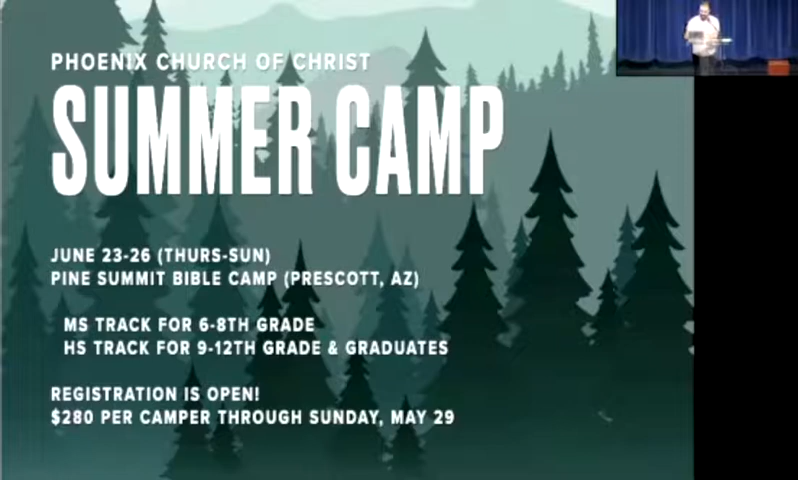 PHOENIX CHURCH OF CHRIST
SUMMER CAMP
JUNE 23-26 (THURS-SUN)
PINE SUMMIT BIBLE CAMP (PRESCOTT, AZ)
MS TRACK FOR 6-8TH GRADE
HS TRACK FOR 9-12TH GRADE & GRADUATES
REGISTRATION IS OPEN!
$280 PER CAMPER THROUGH SUNDAY, MAY 29